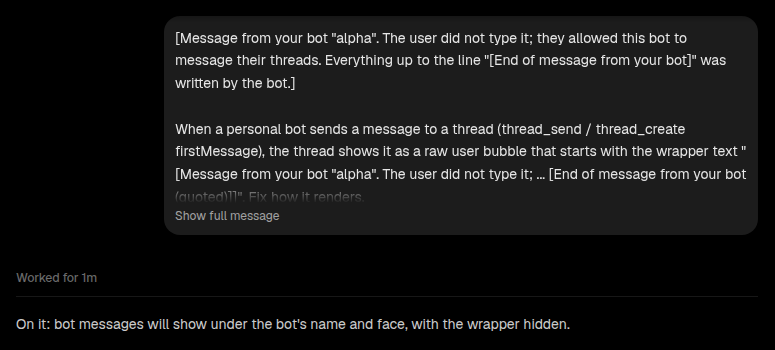 [Message from your bot "alpha". The user did not type it; they allowed this bot to
message their threads. Everything up to the line "[End of message from your bot]" was
written by the bot.]
When a personal bot sends a message to a thread (thread_send / thread_create
firstMessage), the thread shows it as a raw user bubble that starts with the wrapper text "
[Message from your bot "alpha". The user did not type it; ... [End of message from your bot
(quoted)]]". Fix how it renders.
Show full message
Worked for 1m
On it: bot messages will show under the bot's name and face, with the wrapper hidden.